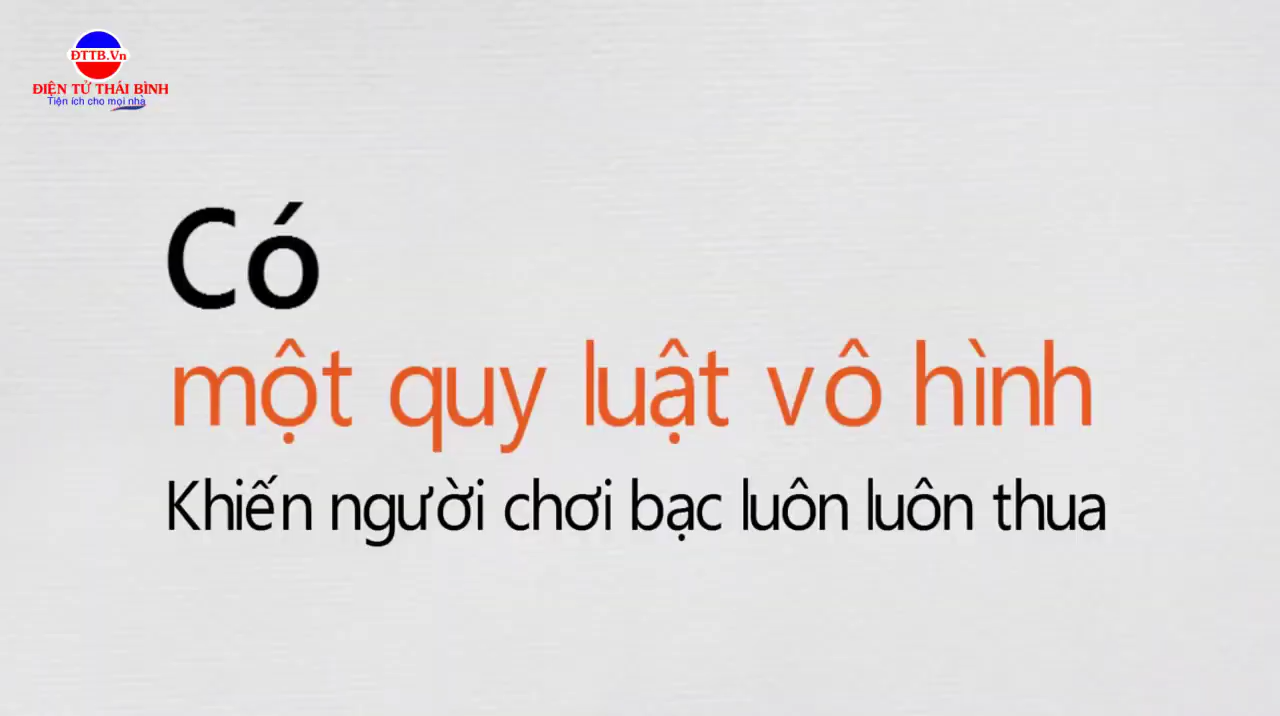 ĐTTB.Vn
ĐIỆN TỬ THÁI BÌNH
Tiện ích cho mọi nhà
Có
một quy luật vô hình
Khiến người chơi bạc luôn luôn thua